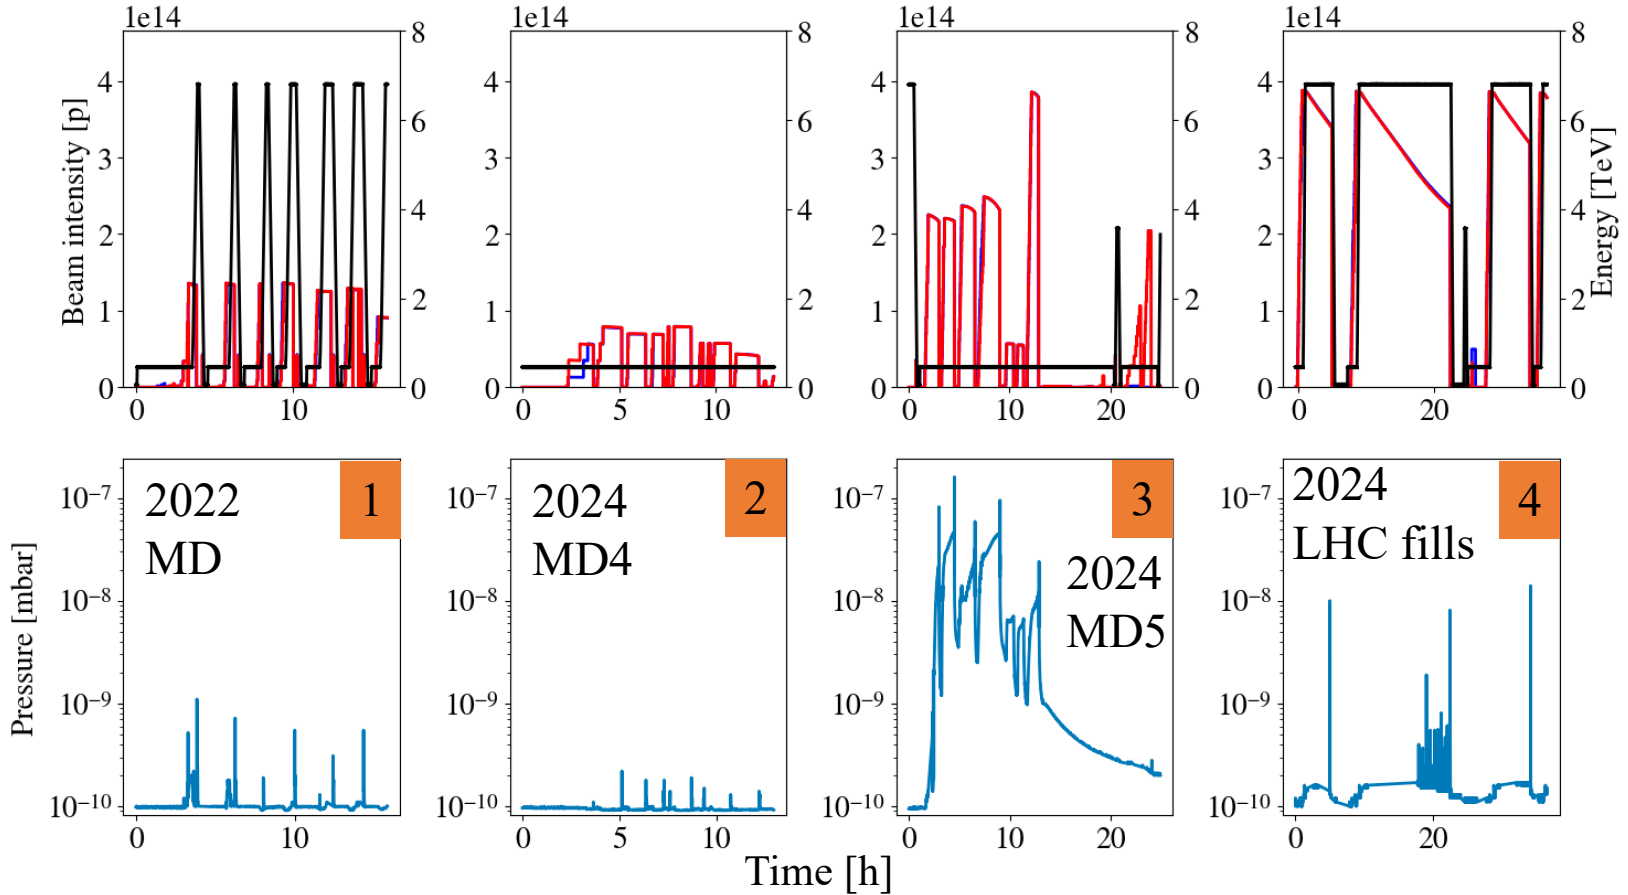 1e14 1e14 1e14 1e14
Beam intensity [p]
4 3 2 1 0
0 10
8 6 4 2 0
4 3 2 1 0
0 5 10
8 6 4 2 0
4 3 2 1 0
0 10 20
8 6 4 2 0
4 3 2 1 0
0 20
8 6 4 2 0
Energy [TeV]
Pressure [mbar]
10⁻⁷ 10⁻⁸ 10⁻⁹ 10⁻¹⁰
2022
MD
1
0 10
10⁻⁷ 10⁻⁸ 10⁻⁹ 10⁻¹⁰
2024
MD4
2
0 5 10
10⁻⁷ 10⁻⁸ 10⁻⁹ 10⁻¹⁰
3
2024
MD5
0 10 20
10⁻⁷ 10⁻⁸ 10⁻⁹ 10⁻¹⁰
2024
LHC fills
4
0 20
Time [h]